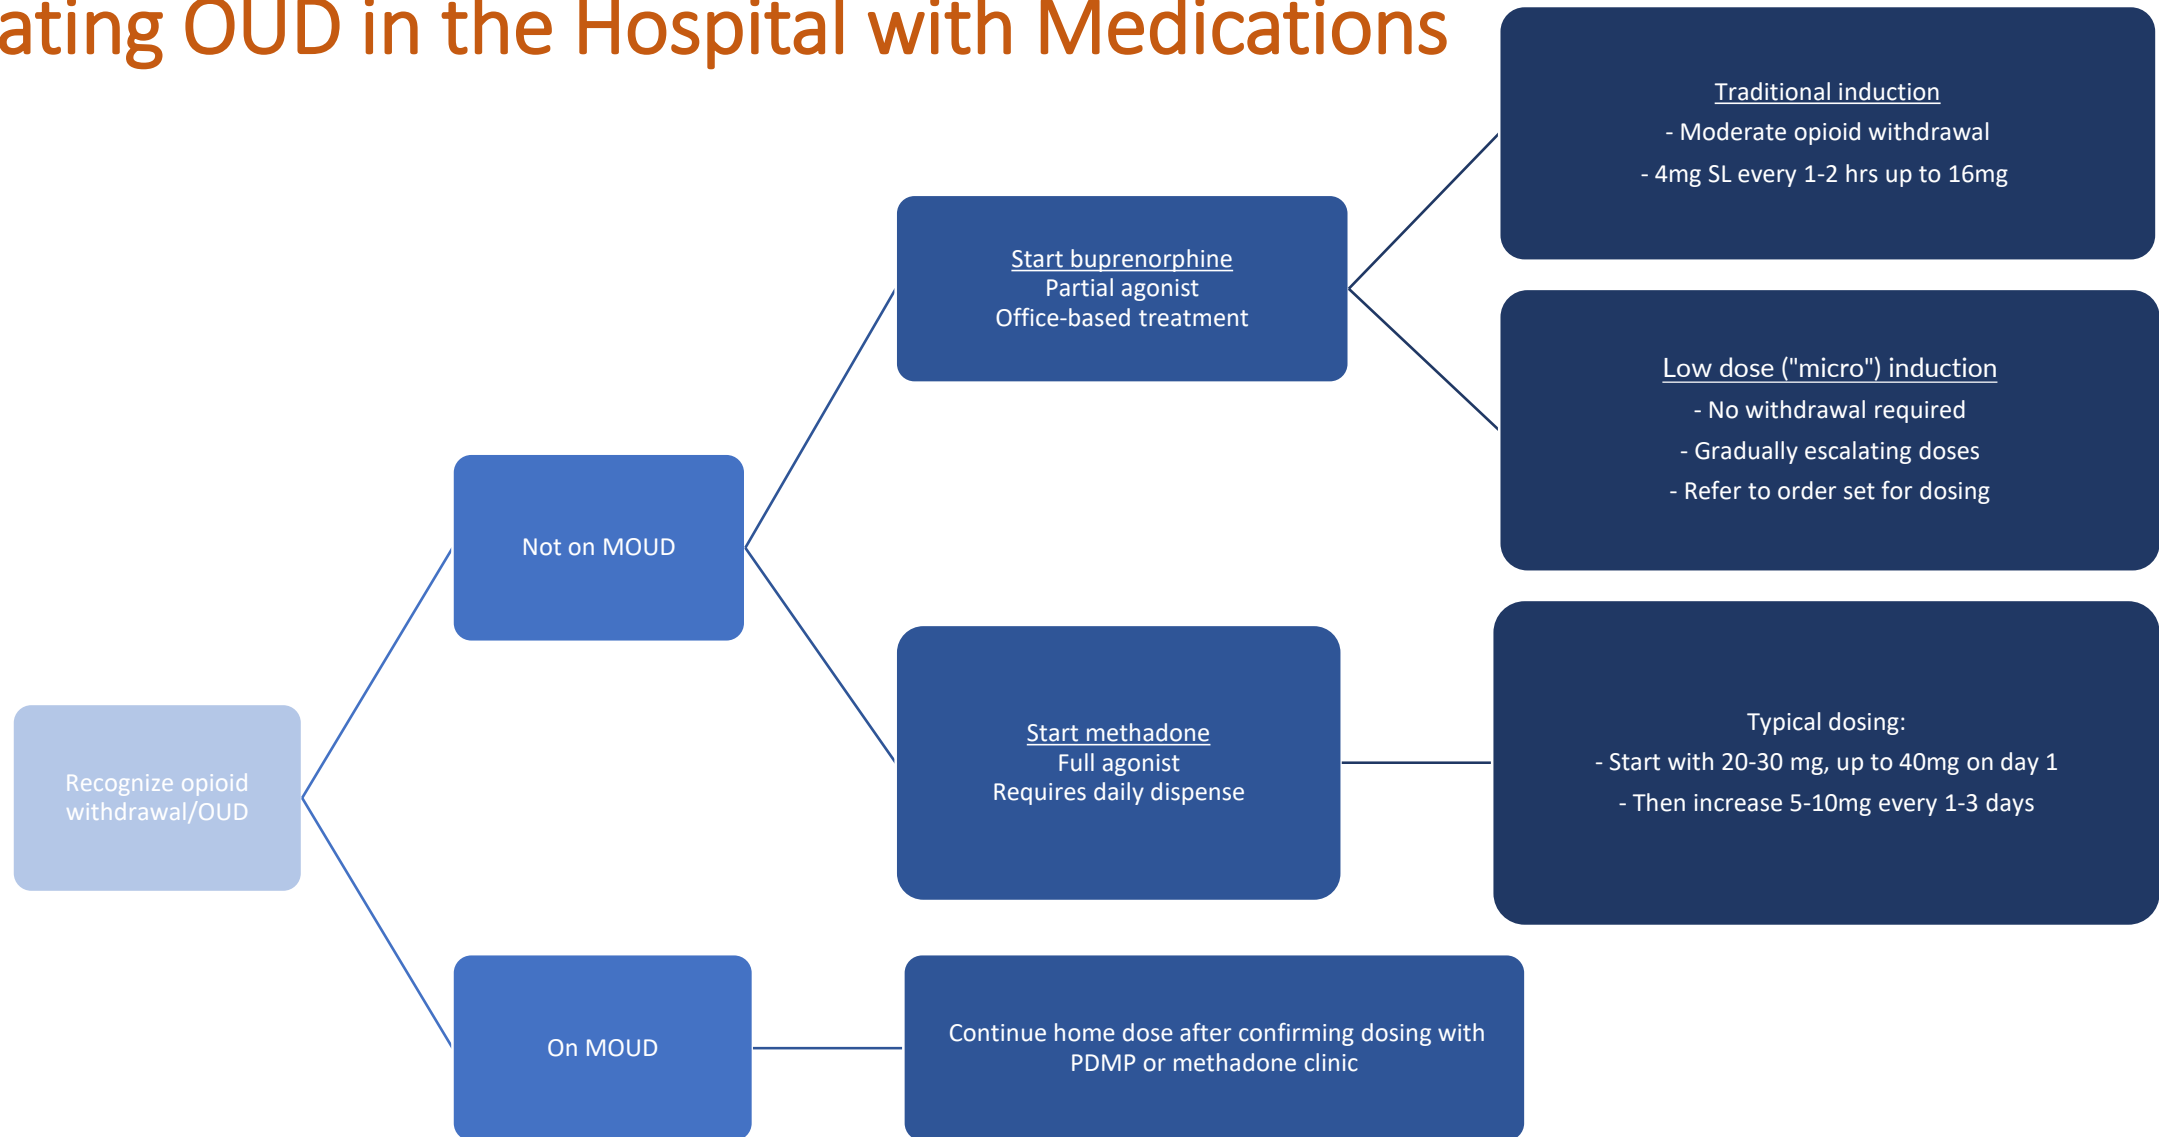 ating OUD in the Hospital with Medications
Traditional induction
- Moderate opioid withdrawal
- 4mg SL every 1-2 hrs up to 16mg
Start buprenorphine
Partial agonist
Office-based treatment
Low dose ("micro") induction
- No withdrawal required
- Gradually escalating doses
- Refer to order set for dosing
Not on MOUD
Start methadone
Full agonist
Requires daily dispense
Typical dosing:
- Start with 20-30 mg, up to 40mg on day 1
- Then increase 5-10mg every 1-3 days
Recognize opioid
withdrawal/OUD
On MOUD
Continue home dose after confirming dosing with
PDMP or methadone clinic